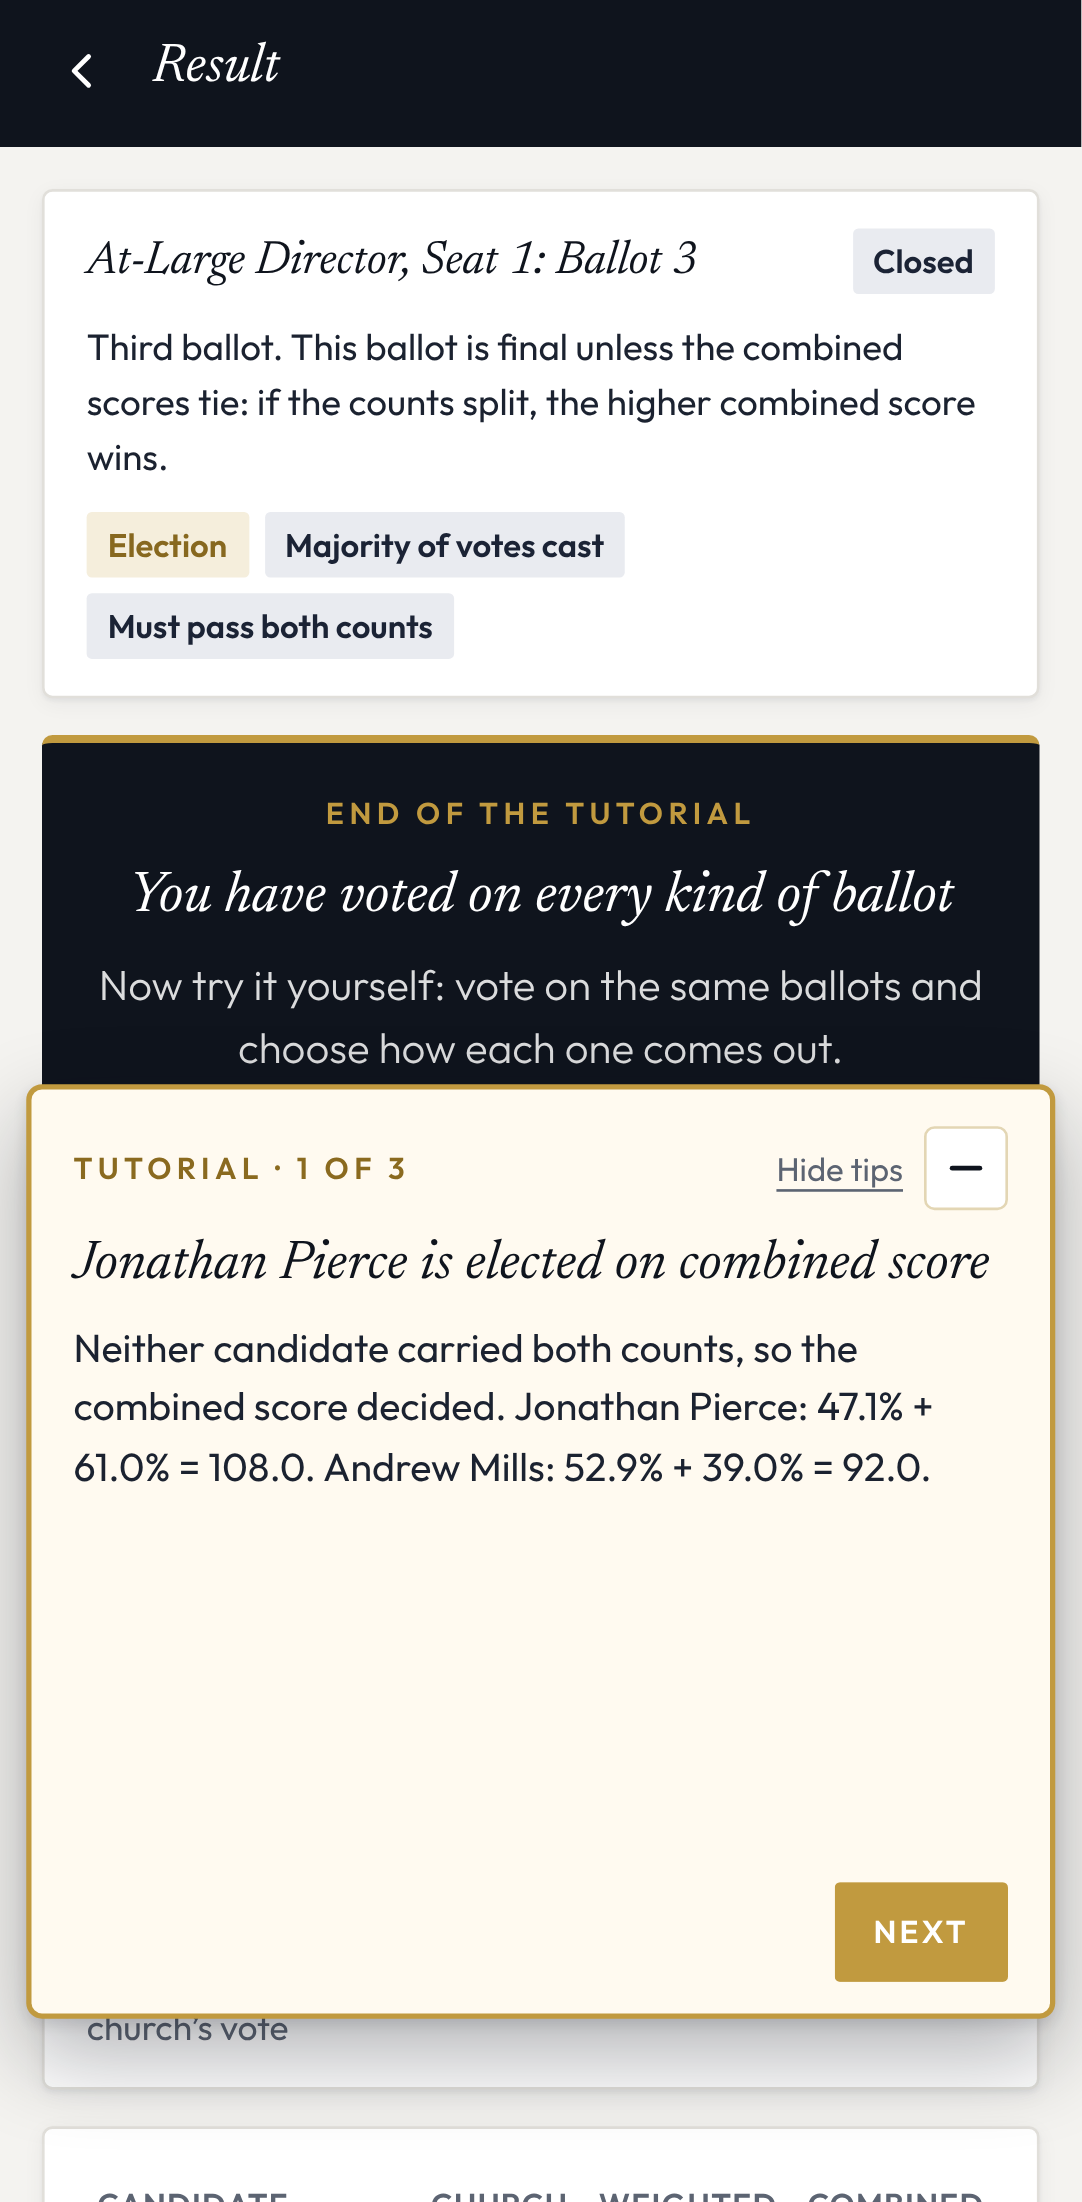 Result
At-Large Director, Seat 1: Ballot 3
Closed
Third ballot. This ballot is final unless the combined
scores tie: if the counts split, the higher combined score
wins.
Election
Majority of votes cast
Must pass both counts
END OF THE TUTORIAL
You have voted on every kind of ballot
Now try it yourself: vote on the same ballots and
choose how each one comes out.
TUTORIAL · 1 OF 3
Hide tips
Jonathan Pierce is elected on combined score
Neither candidate carried both counts, so the
combined score decided. Jonathan Pierce: 47.1% +
61.0% = 108.0. Andrew Mills: 52.9% + 39.0% = 92.0.
NEXT
church's vote
CANDIDATE CHURCH WEIGHTED COMBINED